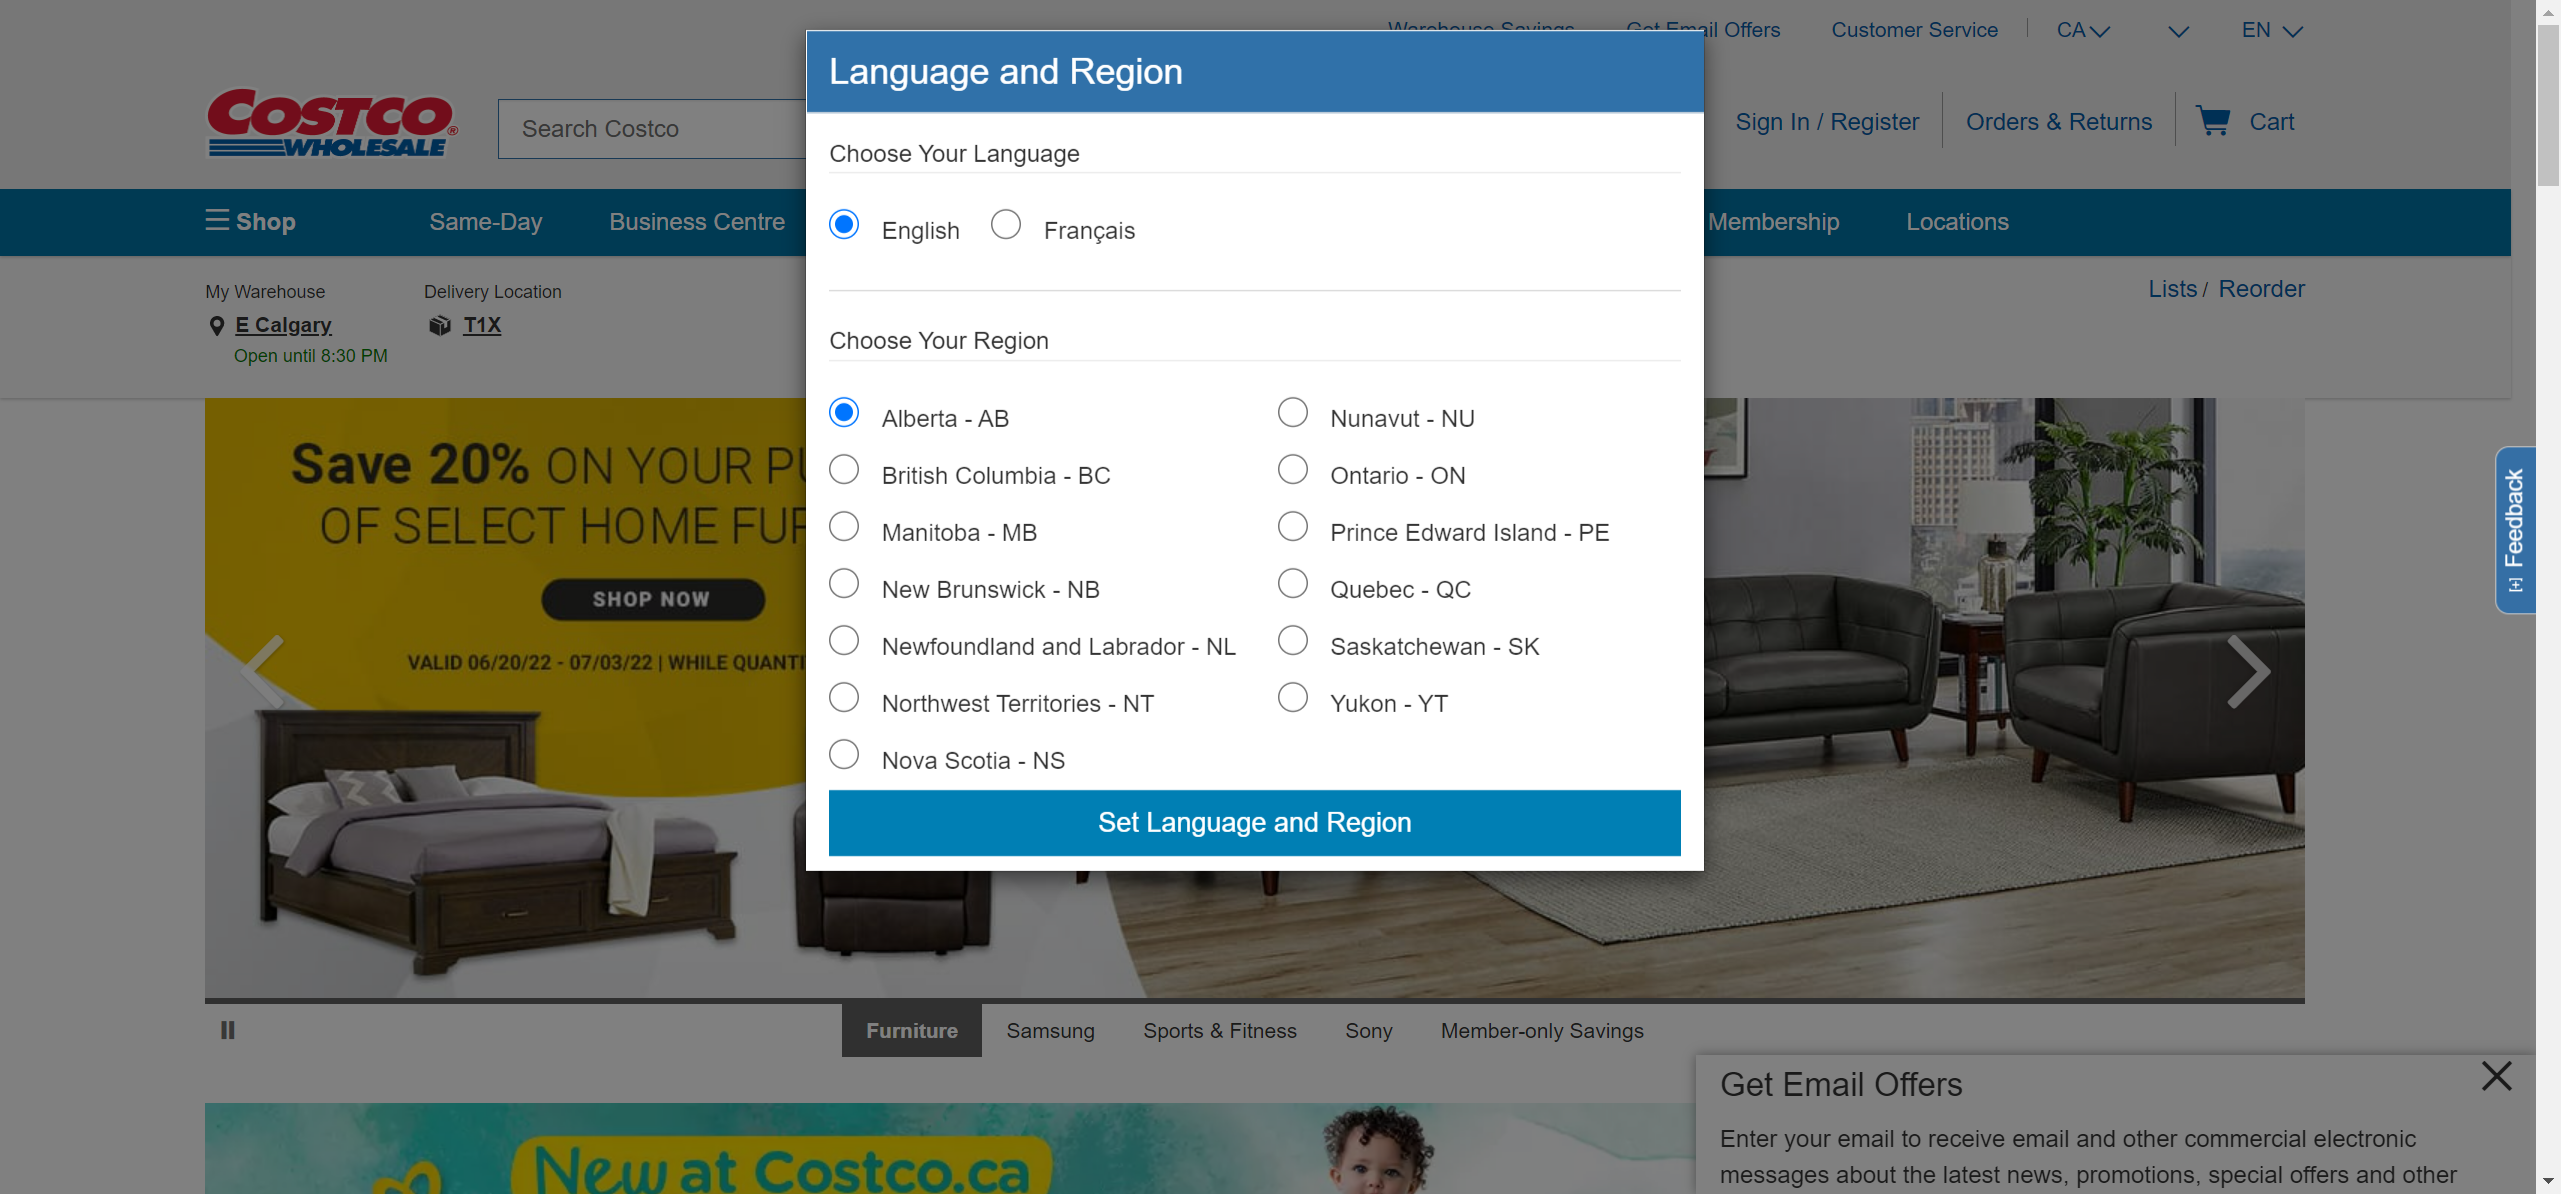 Offers
Customer Service
CA
EN
Language and Region
COSTCO
WHOLESALE
Search Costco
Sign In / Register
Orders & Returns
Cart
Choose Your Language
Shop
Same-Day
Business Centre
Membership
Locations
English
Français
My Warehouse
Delivery Location
Lists / Reorder
E Calgary
T1X
Open until 8:30 PM
Choose Your Region
Alberta - AB
Nunavut - NU
British Columbia - BC
Ontario - ON
Manitoba - MB
Prince Edward Island - PE
New Brunswick - NB
Quebec - QC
Newfoundland and Labrador - NL
Saskatchewan - SK
Northwest Territories - NT
Yukon - YT
Nova Scotia - NS
Set Language and Region
Save 20% ON YOUR
OF SELECT HOME
SHOP NOW
VALID 06/20/22 - 07/03/22 | WHILE
[+] Feedback
Furniture
Samsung
Sports & Fitness
Sony
Member-only Savings
Get Email Offers
Enter your email to receive email and other commercial electronic
messages about the latest news, promotions, special offers and other
New at Costco.ca